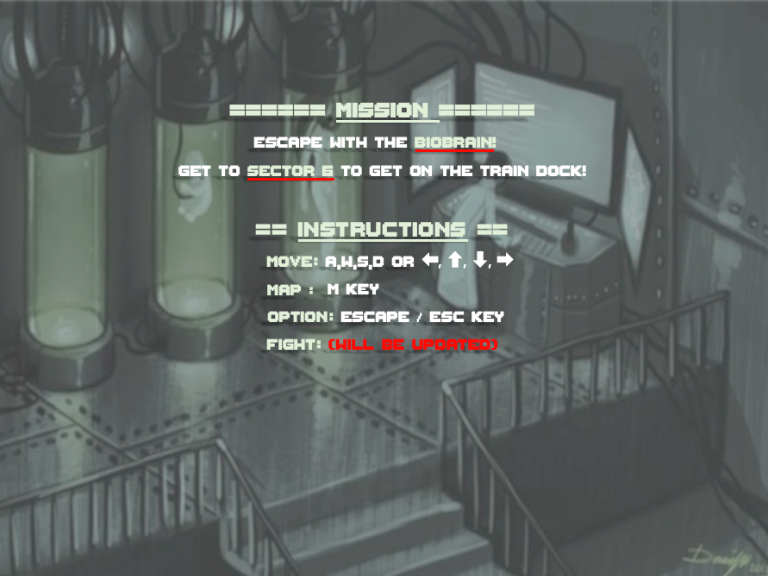 ====== MISSION ======
ESCAPE WITH THE BIOBRAIN!
GET TO SECTOR 6 TO GET ON THE TRAIN DOCK!
== INSTRUCTIONS ==
MOVE: A,W,S,D OR ←, ↑, ↓, →
MAP : M KEY
OPTION: ESCAPE / ESC KEY
FIGHT: (WILL BE UPDATED)